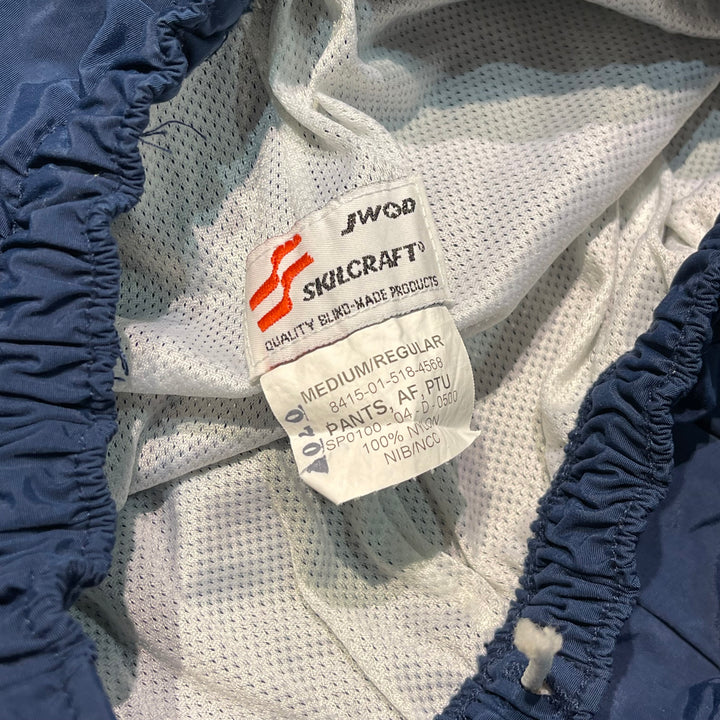 JWOD
SKILCRAFT®
QUALITY BLIND-MADE PRODUCTS
MEDIUM/REGULAR
8415-01-518-4568
PANTS, AF, PTU
SP0100 - 04 - D - 0500
100% NYLON
NIB/NCC